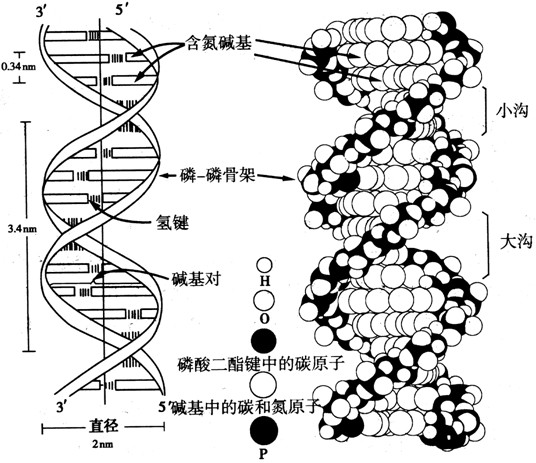 3′ 5′
含氮碱基
0.34nm
小沟
磷-磷骨架
氢键
3.4nm
大沟
碱基对
H
O
磷酸二酯键中的碳原子
碱基中的碳和氮原子
P
3′ 5′
直径
2nm